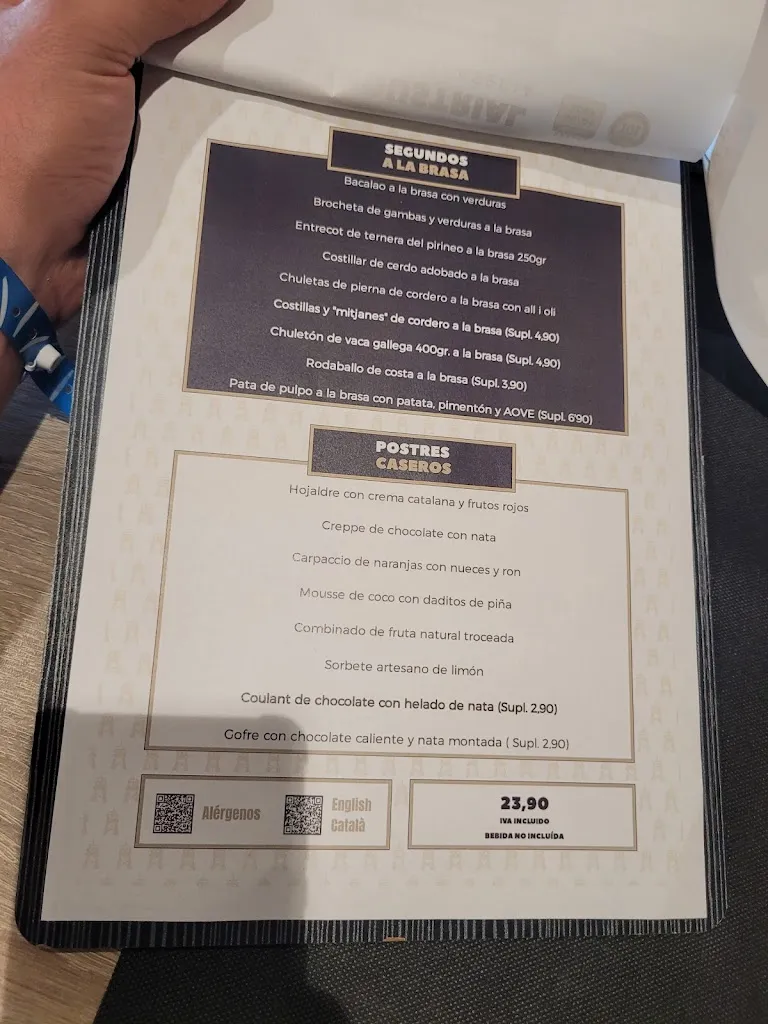 SEGUNDOS
A LA BRASA
Bacalao a la brasa con verduras
Brocheta de gambas y verduras a la brasa
Entrecot de ternera del pirineo a la brasa 250gr
Costillar de cerdo adobado a la brasa
Chuletas de pierna de cordero a la brasa con all i oli
Costillas y "mitjanes" de cordero a la brasa (Supl. 4,90)
Chuletón de vaca gallega 400gr. a la brasa (Supl. 4,90)
Rodaballo de costa a la brasa (Supl. 3,90)
Pata de pulpo a la brasa con patata, pimentón y AOVE (Supl. 6'90)
POSTRES
CASEROS
Hojaldre con crema catalana y frutos rojos
Creppe de chocolate con nata
Carpaccio de naranjas con nueces y ron
Mousse de coco con daditos de piña
Combinado de fruta natural troceada
Sorbete artesano de limón
Coulant de chocolate con helado de nata (Supl. 2,90)
Gofre con chocolate caliente y nata montada ( Supl. 2.90)
Alérgenos
English
Català
23,90
IVA INCLUIDO
BEBIDA NO INCLUÍDA